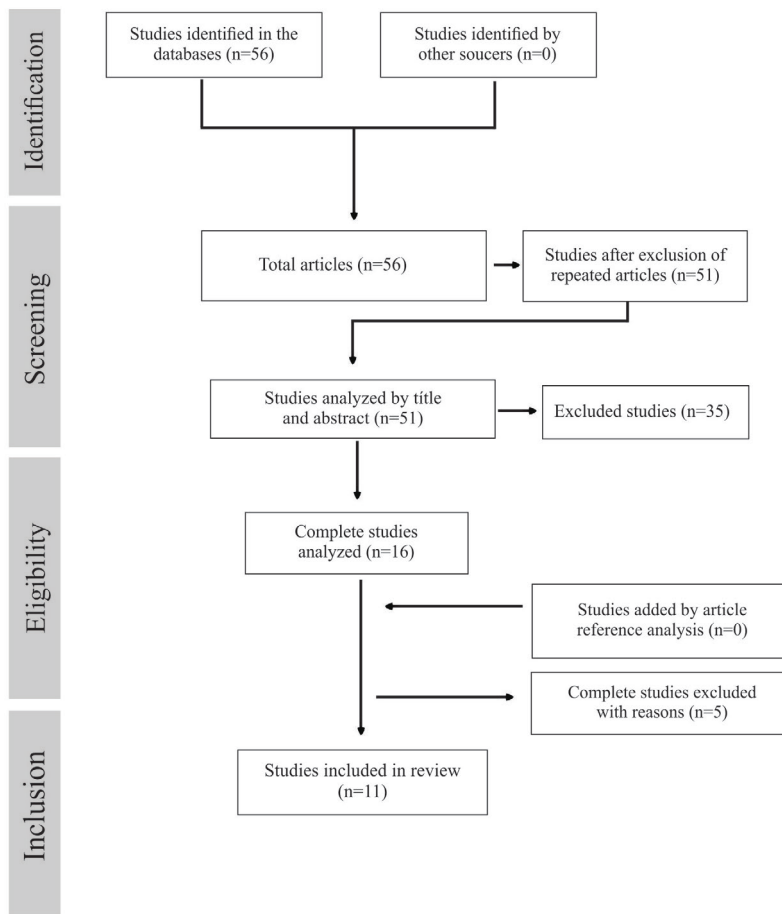 Identification
Studies identified in the
databases (n=56)
Studies identified by
other soucers (n=0)
Screening
Total articles (n=56)
Studies after exclusion of
repeated articles (n=51)
Studies analyzed by títle
and abstract (n=51)
Excluded studies (n=35)
Eligibility
Complete studies
analyzed (n=16)
Studies added by article
reference analysis (n=0)
Complete studies excluded
with reasons (n=5)
Inclusion
Studies included in review
(n=11)